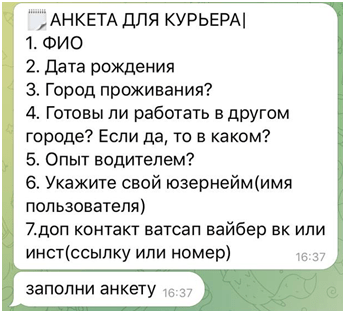 АНКЕТА ДЛЯ КУРЬЕРА|
1. ФИО
2. Дата рождения
3. Город проживания?
4. Готовы ли работать в другом
городе? Если да, то в каком?
5. Опыт водителем?
6. Укажите свой юзернейм(имя
пользователя)
7.доп контакт ватсап вайбер вк или
инст(ссылку или номер) 16:37
заполни анкету 16:37